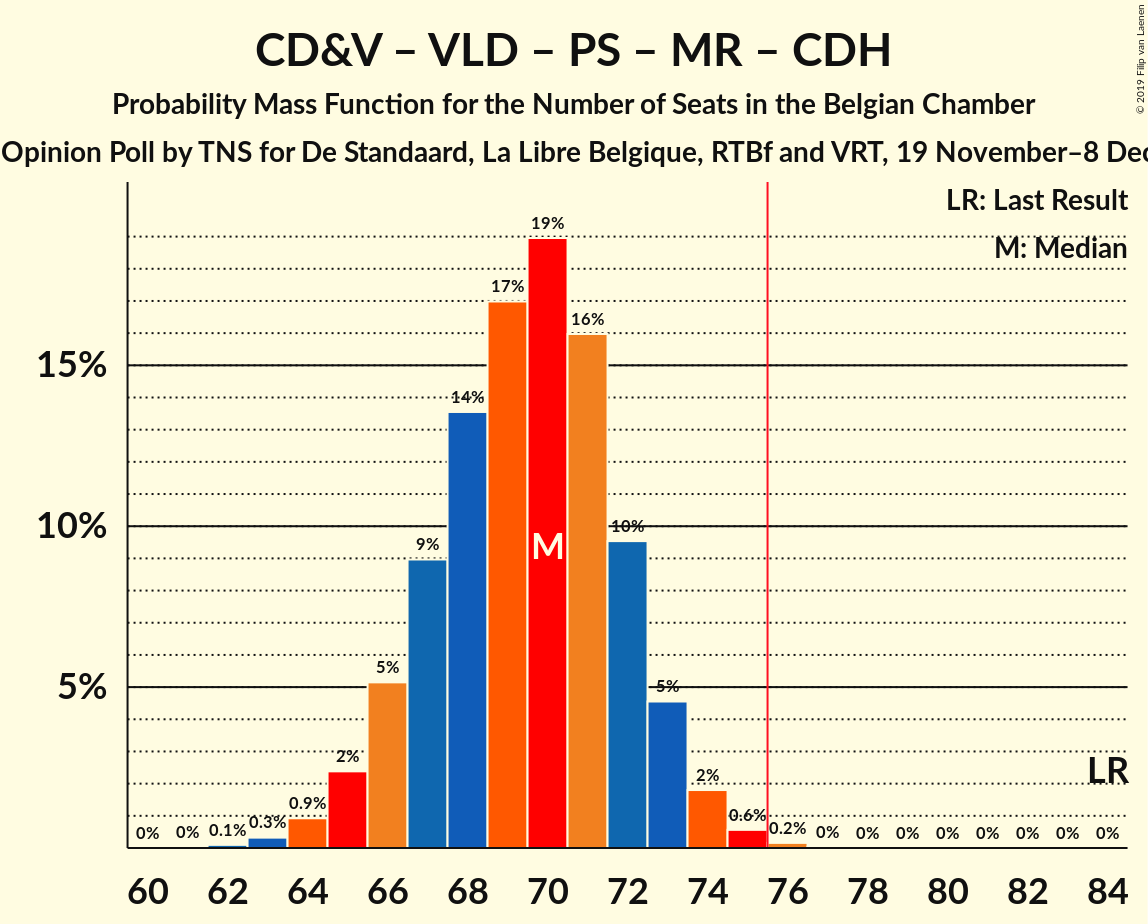 CD&V – VLD – PS – MR – CDH
Probability Mass Function for the Number of Seats in the Belgian Chamber
Opinion Poll by TNS for De Standaard, La Libre Belgique, RTBf and VRT, 19 November–8 Dec
© 2019 Filip van Laenen
LR: Last Result
M: Median
15%
10%
5%
0% 0% 0.1% 0.3% 0.9% 2% 5% 9% 14% 17% 19% 16% 10% 5% 2% 0.6% 0.2% 0% 0% 0% 0% 0% 0% 0% 0%
M
LR
60 62 64 66 68 70 72 74 76 78 80 82 84